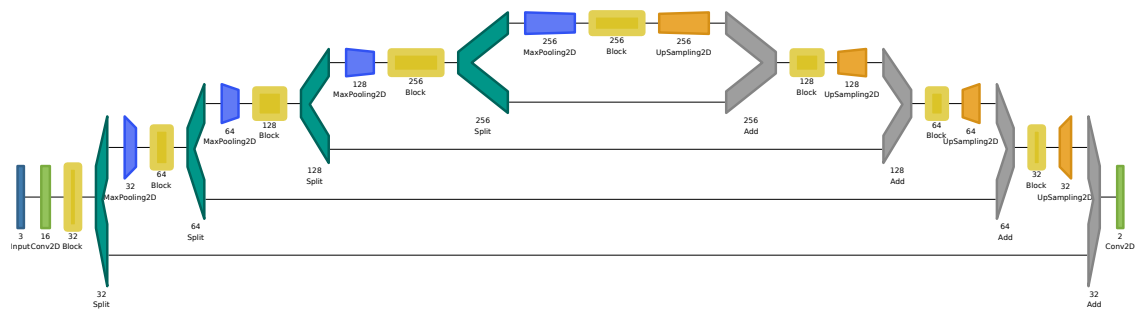 256
MaxPooling2D
256
Block
256
UpSampling2D
128
MaxPooling2D
256
Block
256
Split
256
Add
128
Block
128
UpSampling2D
64
MaxPooling2D
128
Block
128
Split
128
Add
64
Block
64
UpSampling2D
32
MaxPooling2D
64
Block
64
Split
64
Add
32
Block
32
UpSampling2D
3
Input
16
Conv2D
32
Block
32
Split
32
Add
2
Conv2D